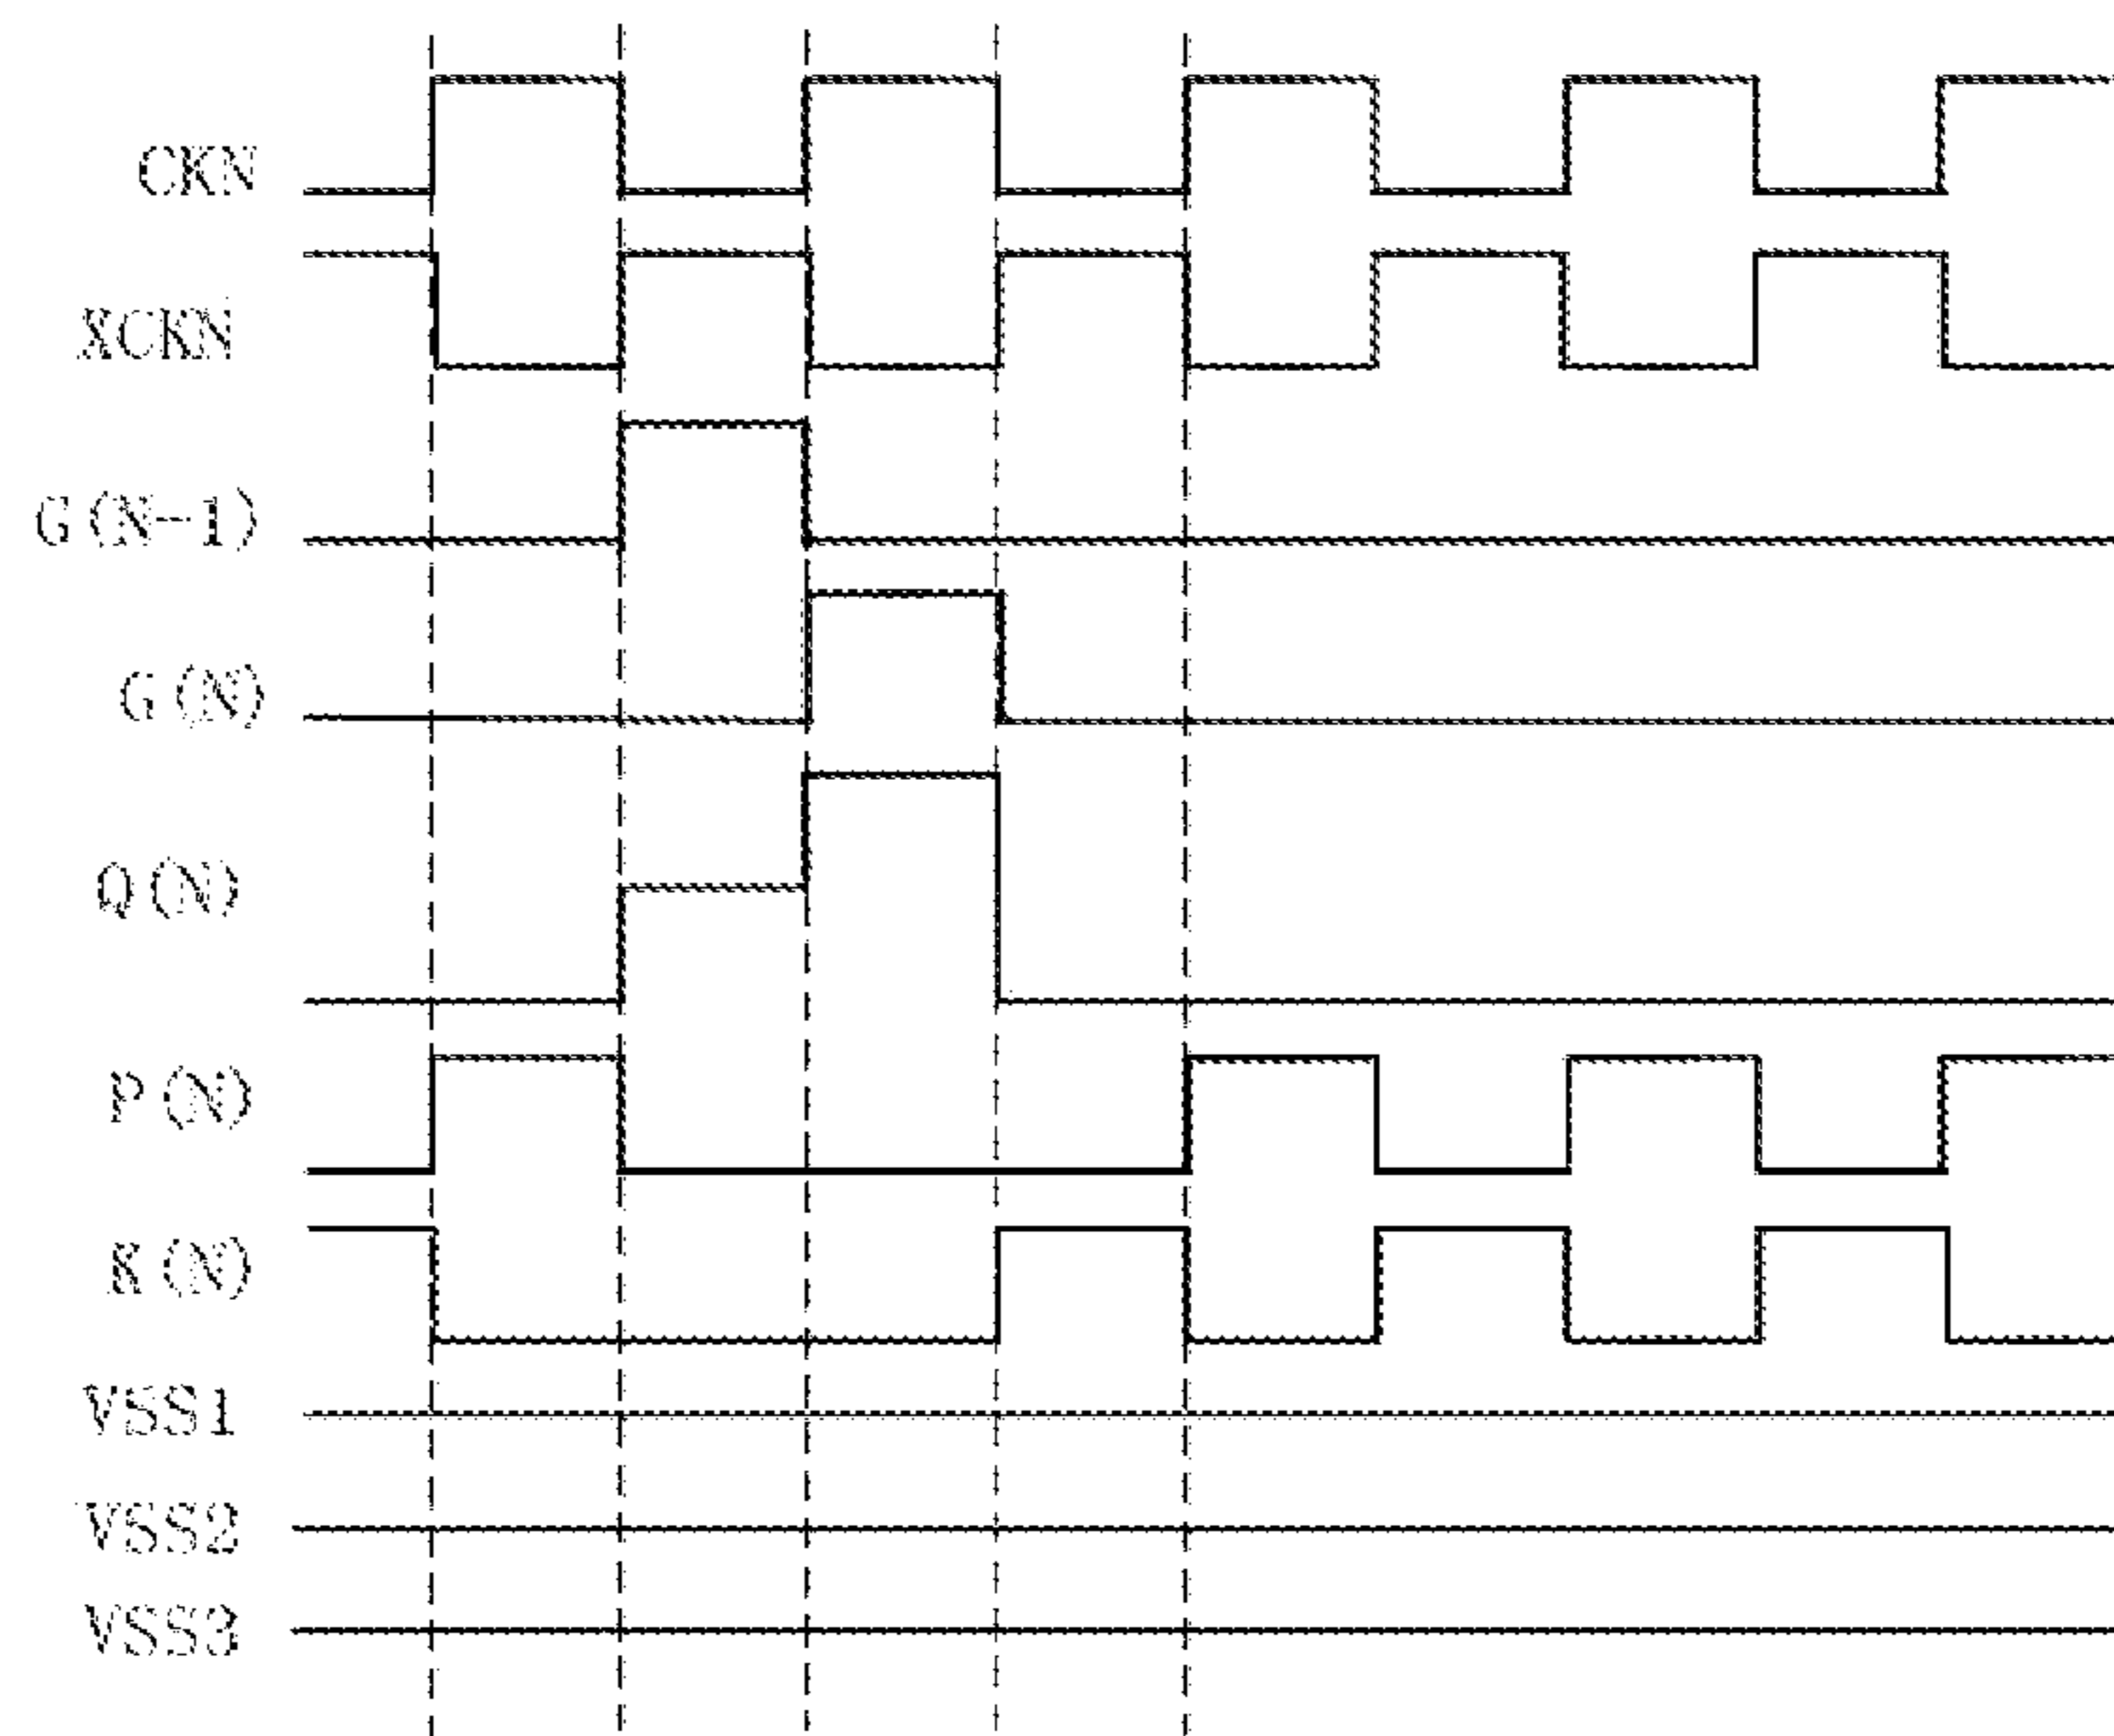 CKN
XCKN
G(N-1)
G(N)
Q(N)
P(N)
K(N)
VSS1
VSS2
VSS3